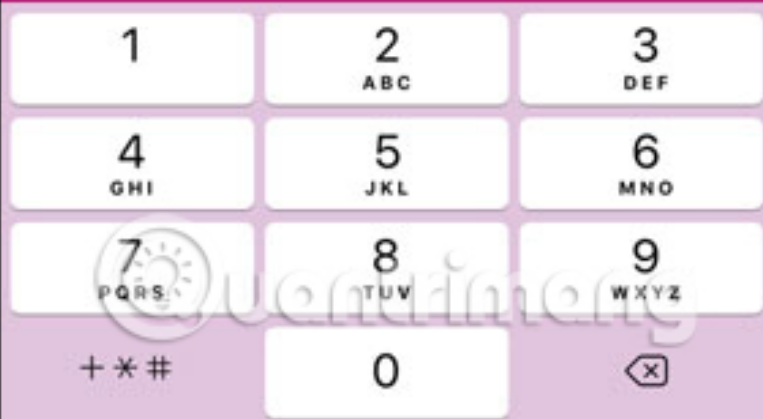 1 2 3
ABC DEF
4 5 6
GHI JKL MNO
7 8 9
PQRS TUV WXYZ
Quantrimang
+*# 0